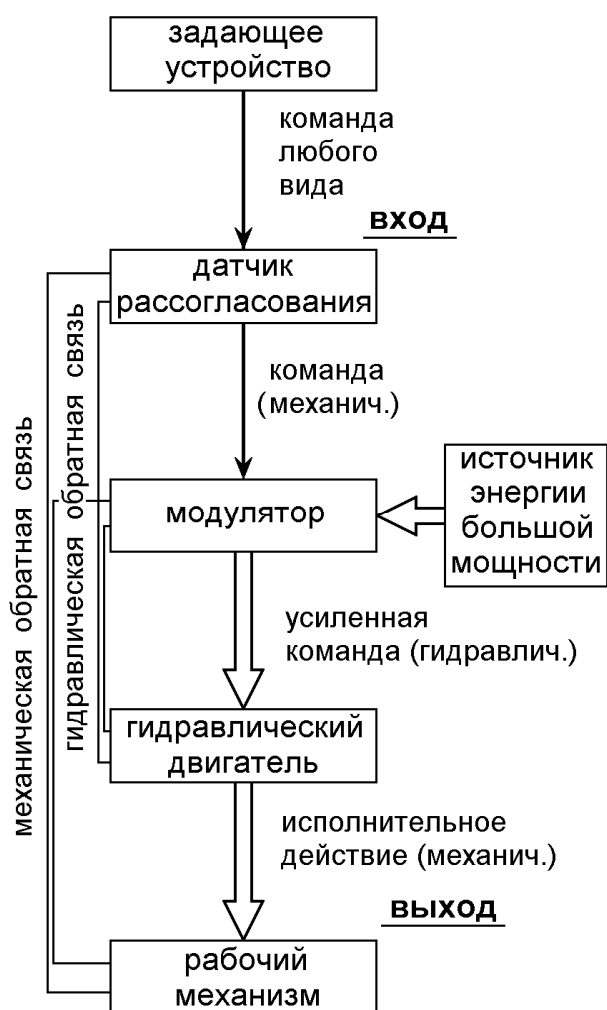 задающее
устройство
команда
любого
вида
вход
датчик
рассогласования
команда
(механич.)
источник
энергии
большой
мощности
модулятор
усиленная
команда (гидравлич.)
гидравлический
двигатель
исполнительное
действие (механич.)
выход
рабочий
механизм
механическая обратная связь
гидравлическая обратная связь